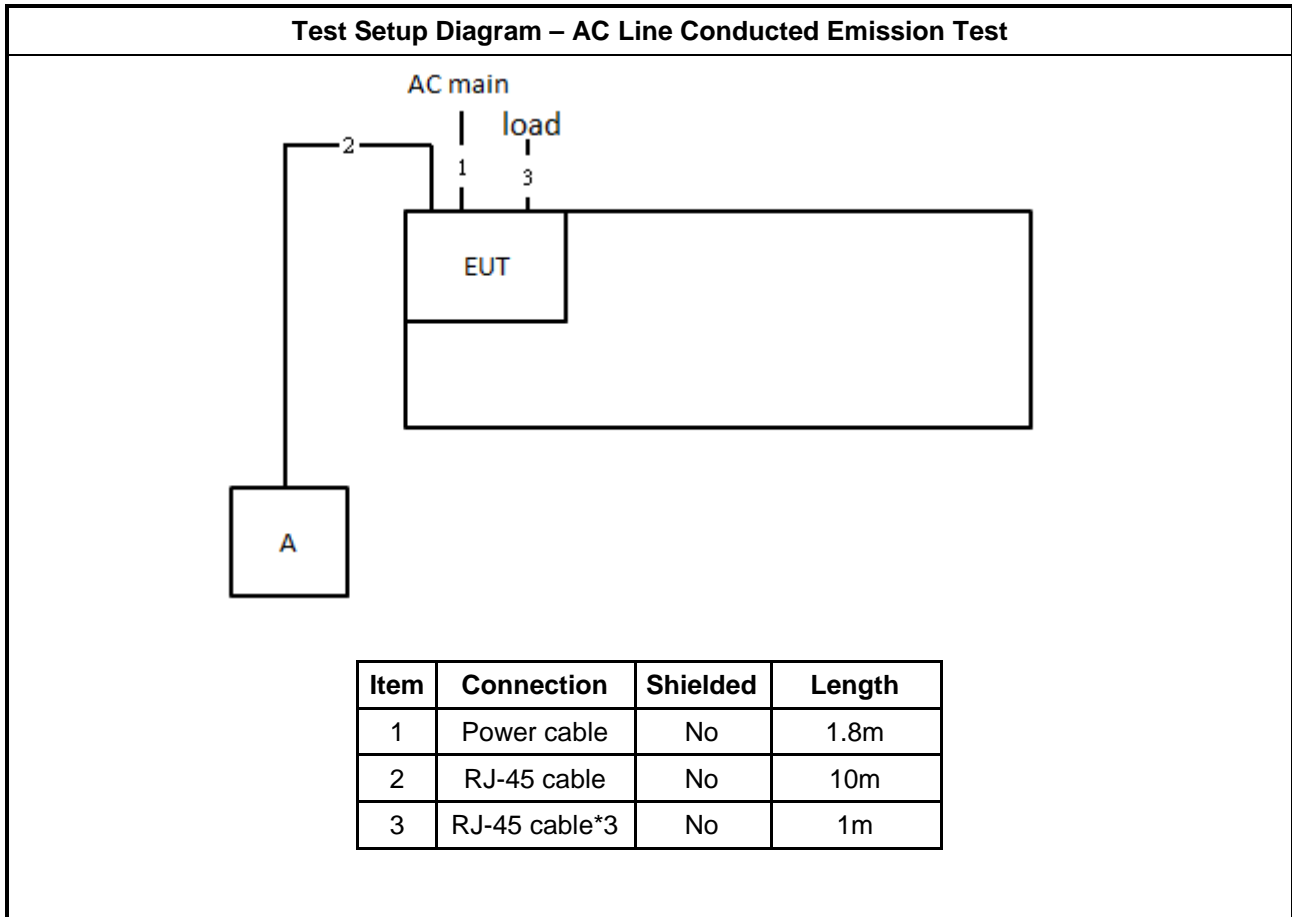 Test Setup Diagram – AC Line Conducted Emission Test
AC main
load
2
1
3
EUT
A
Item Connection Shielded Length
1 Power cable No 1.8m
2 RJ-45 cable No 10m
3 RJ-45 cable*3 No 1m